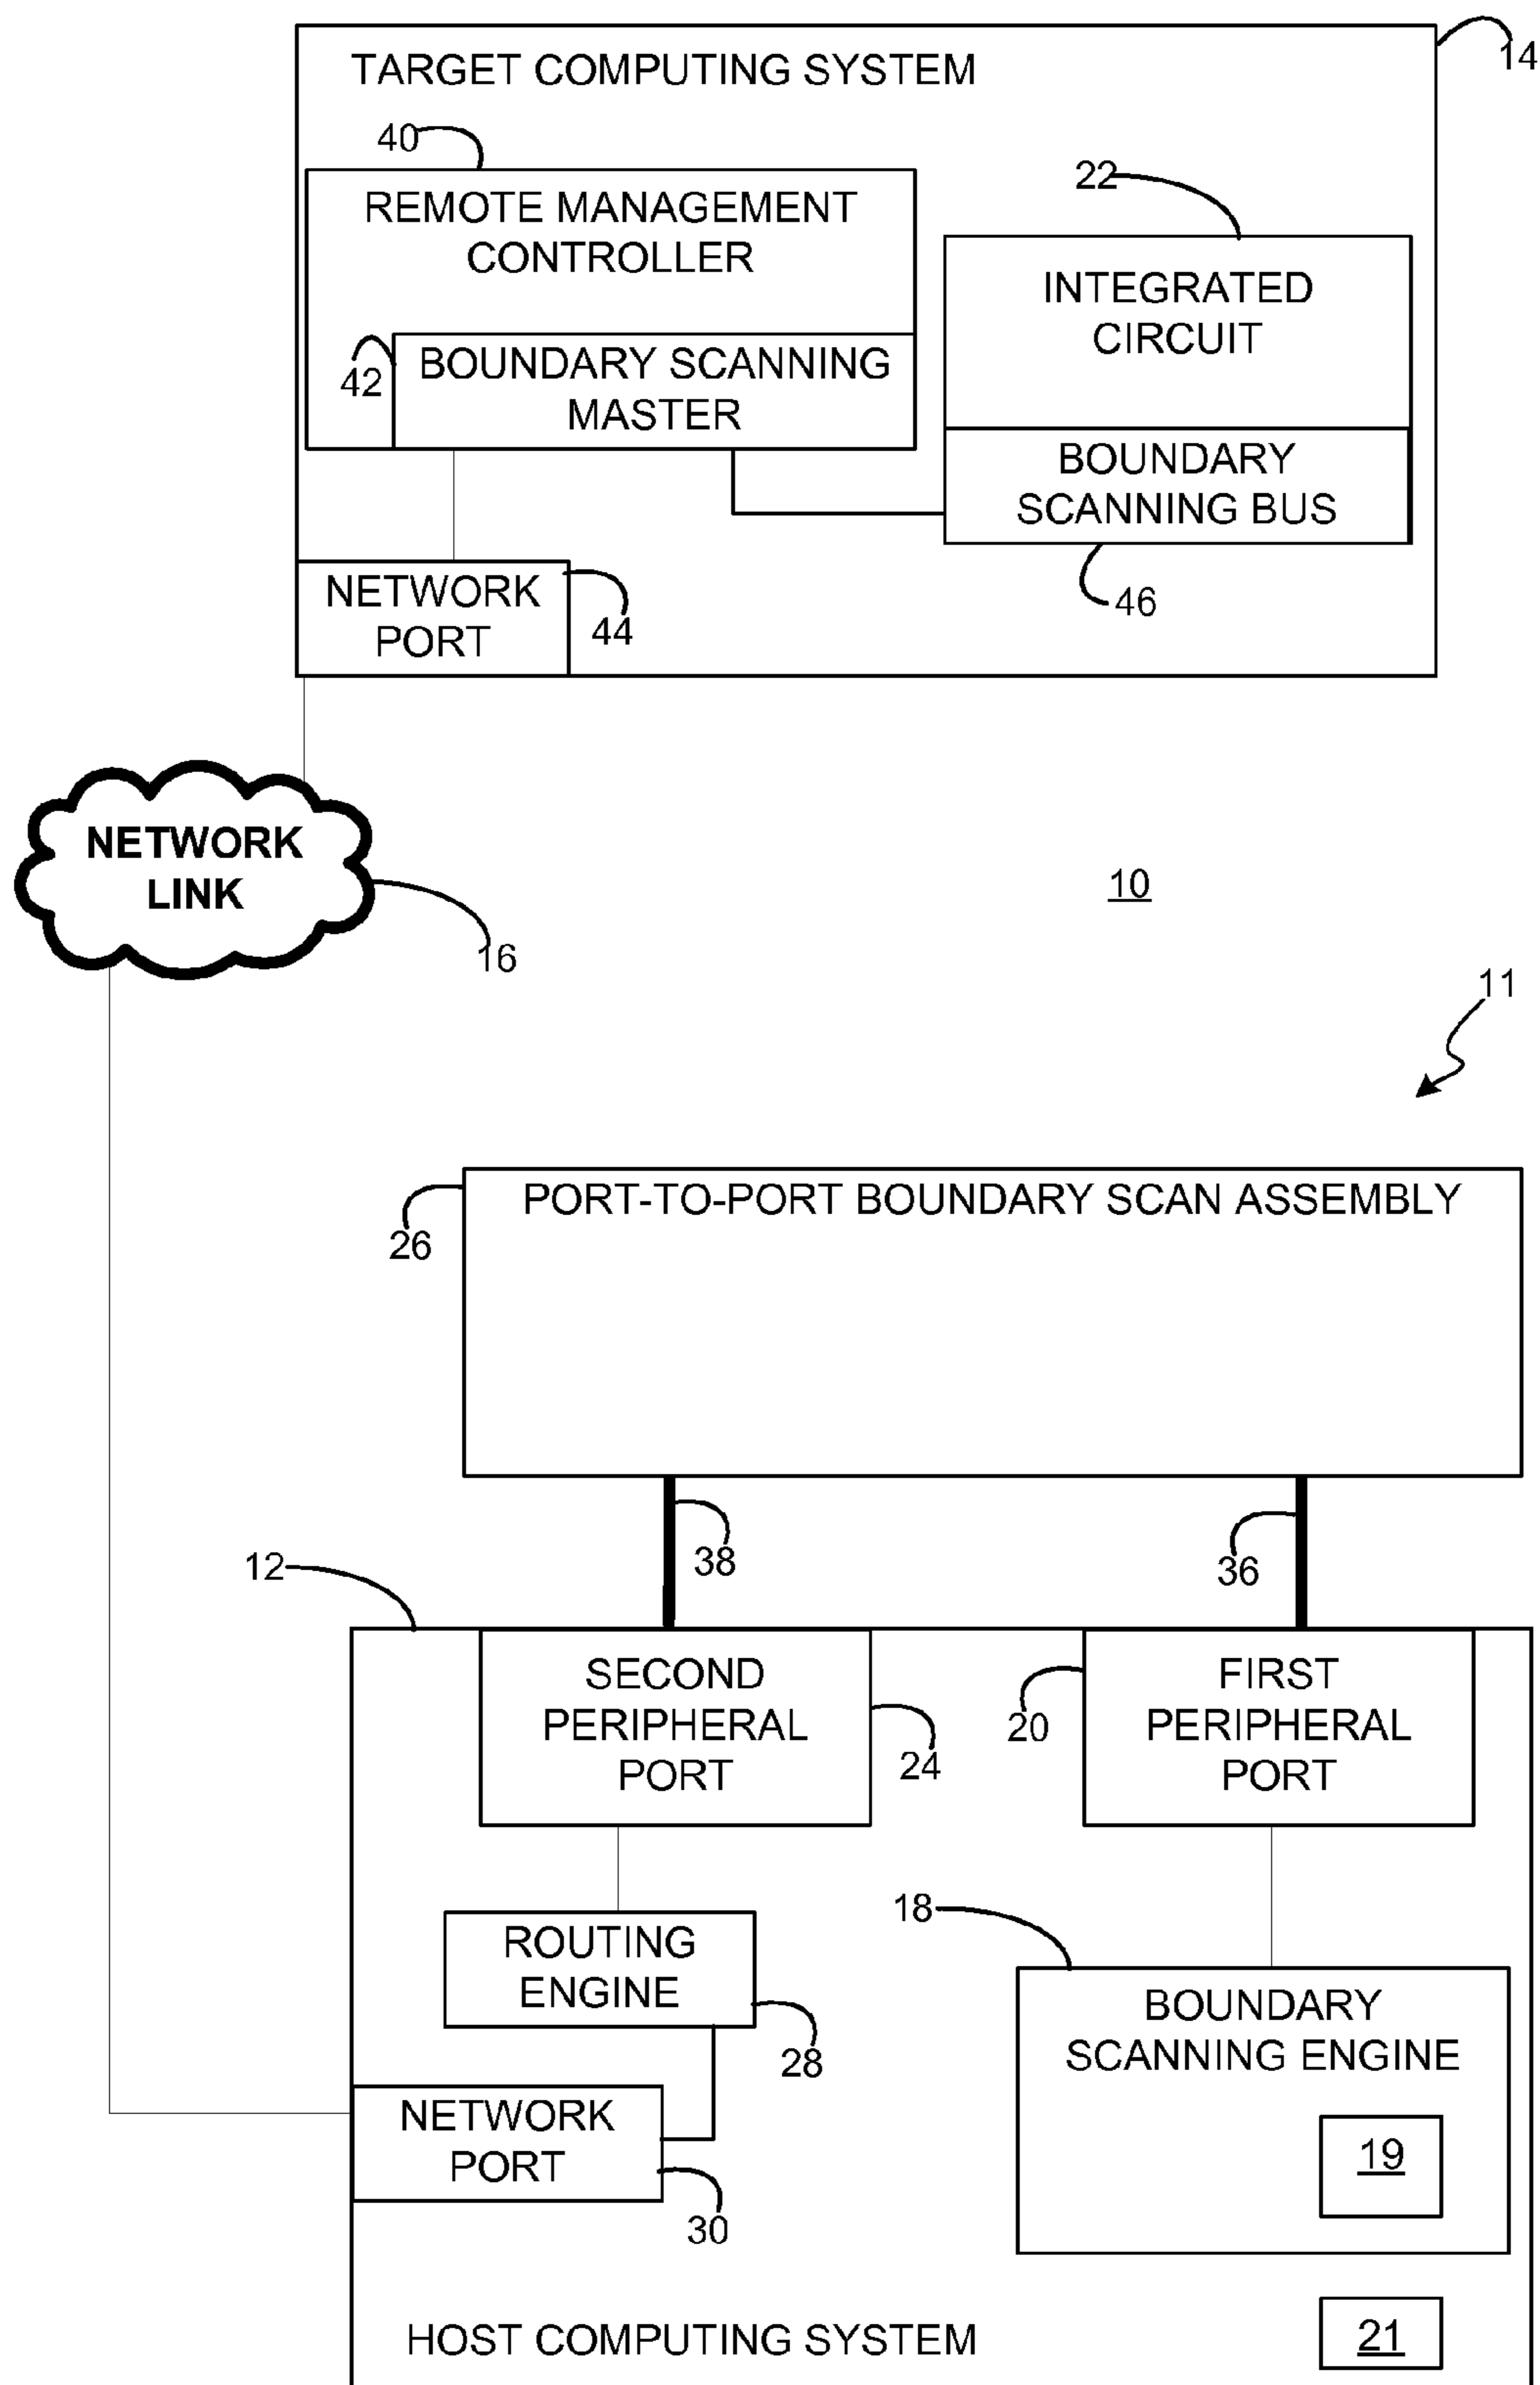 14
TARGET COMPUTING SYSTEM
40
22
REMOTE MANAGEMENT
CONTROLLER
INTEGRATED
CIRCUIT
42
BOUNDARY SCANNING
MASTER
BOUNDARY
SCANNING BUS
NETWORK
PORT
44
46
NETWORK
LINK
10
16
11
PORT-TO-PORT BOUNDARY SCAN ASSEMBLY
26
38
36
12
SECOND
PERIPHERAL
PORT
24
20
FIRST
PERIPHERAL
PORT
18
ROUTING
ENGINE
28
BOUNDARY
SCANNING ENGINE
NETWORK
PORT
30
19
HOST COMPUTING SYSTEM
21